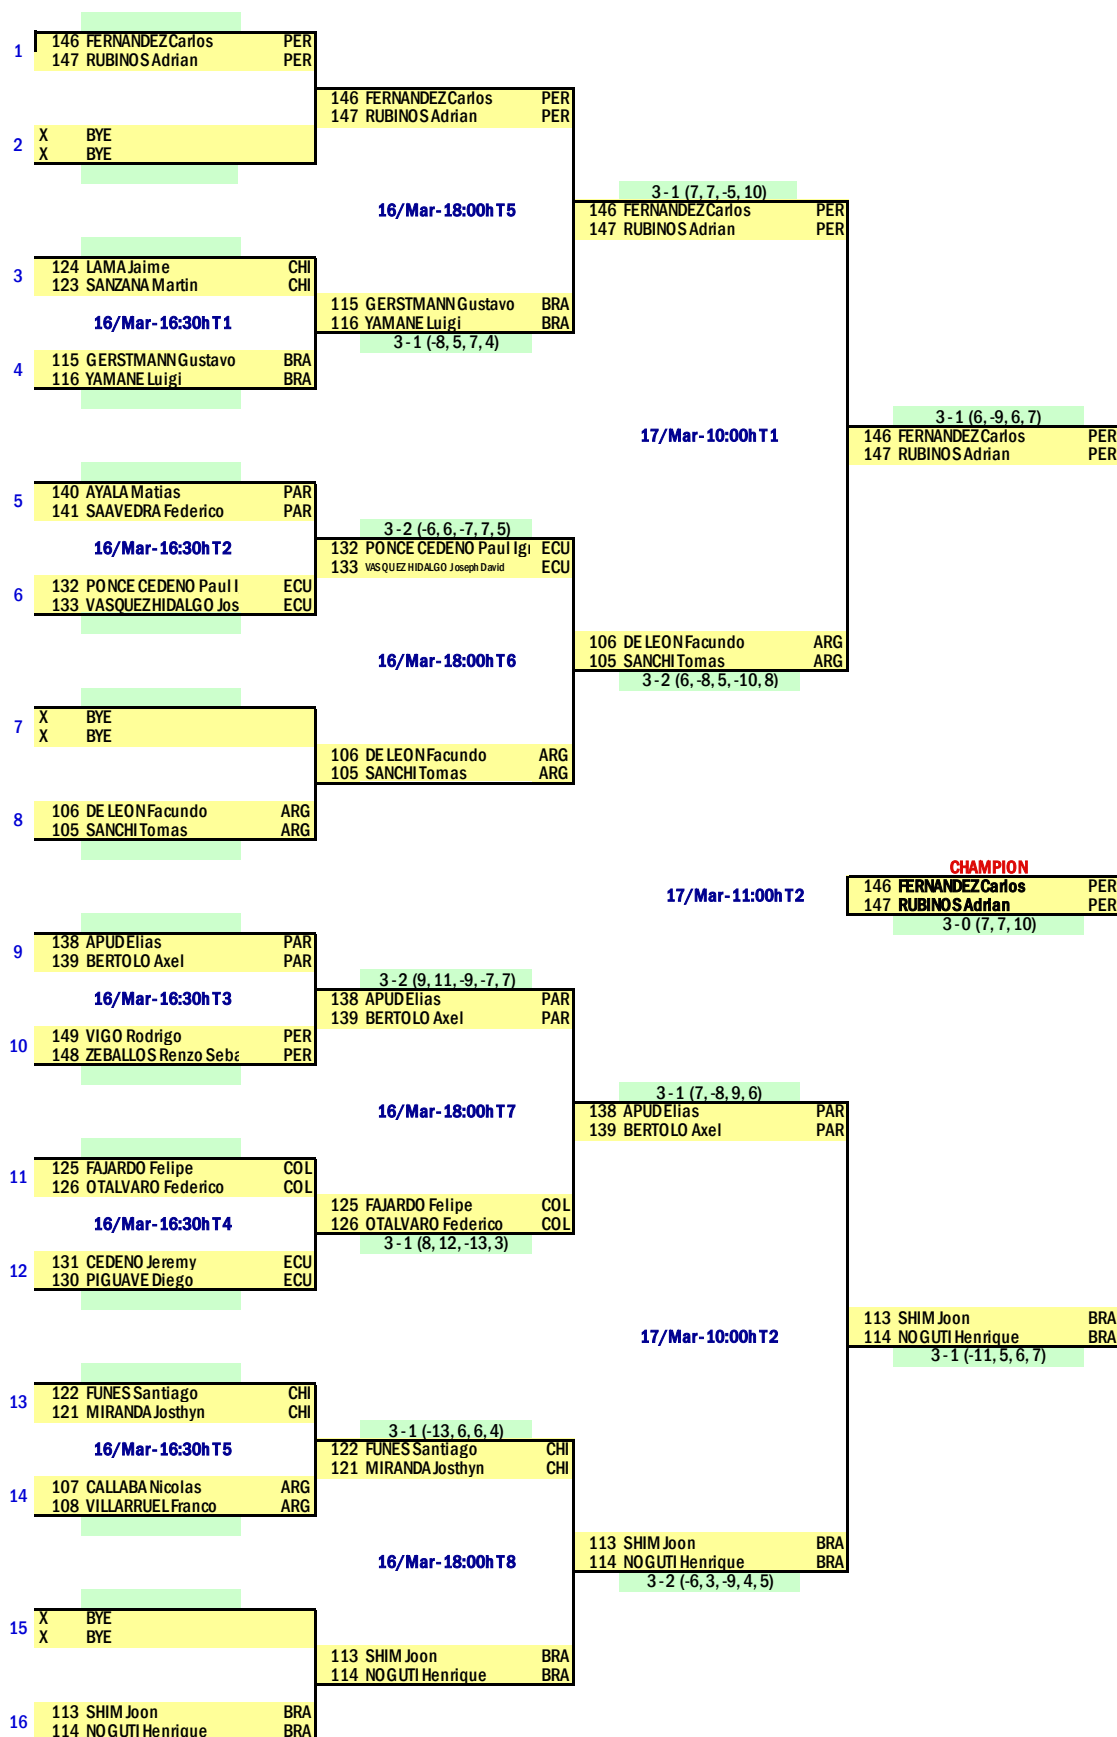 1
146 FERNANDEZ Carlos PER
147 RUBINOS Adrian PER
146 FERNANDEZ Carlos PER
147 RUBINOS Adrian PER
2
X BYE
X BYE
16/Mar-18:00h T5
3 - 1 (7, 7, -5, 10)
146 FERNANDEZ Carlos PER
147 RUBINOS Adrian PER
3
124 LAMA Jaime CHI
123 SANZANA Martin CHI
16/Mar-16:30h T1
115 GERSTMANN Gustavo BRA
116 YAMANE Luigi BRA
3 - 1 (-8, 5, 7, 4)
4
115 GERSTMANN Gustavo BRA
116 YAMANE Luigi BRA
17/Mar-10:00h T1
3 - 1 (6, -9, 6, 7)
146 FERNANDEZ Carlos PER
147 RUBINOS Adrian PER
5
140 AYALA Matias PAR
141 SAAVEDRA Federico PAR
16/Mar-16:30h T2
3 - 2 (-6, 6, -7, 7, 5)
132 PONCE CEDENO Paul Igi ECU
133 VASQUEZ HIDALGO Joseph David ECU
6
132 PONCE CEDENO Paul I ECU
133 VASQUEZ HIDALGO Jos ECU
16/Mar-18:00h T6
106 DE LEON Facundo ARG
105 SANCHI Tomas ARG
3 - 2 (6, -8, 5, -10, 8)
7
X BYE
X BYE
106 DE LEON Facundo ARG
105 SANCHI Tomas ARG
8
106 DE LEON Facundo ARG
105 SANCHI Tomas ARG
17/Mar-11:00h T2
CHAMPION
146 FERNANDEZ Carlos PER
147 RUBINOS Adrian PER
3 - 0 (7, 7, 10)
9
138 APUD Elias PAR
139 BERTOLO Axel PAR
16/Mar-16:30h T3
3 - 2 (9, 11, -9, -7, 7)
138 APUD Elias PAR
139 BERTOLO Axel PAR
10
149 VIGO Rodrigo PER
148 ZEBALLOS Renzo Seba PER
16/Mar-18:00h T7
3 - 1 (7, -8, 9, 6)
138 APUD Elias PAR
139 BERTOLO Axel PAR
11
125 FAJARDO Felipe COL
126 OTALVARO Federico COL
16/Mar-16:30h T4
125 FAJARDO Felipe COL
126 OTALVARO Federico COL
3 - 1 (8, 12, -13, 3)
12
131 CEDENO Jeremy ECU
130 PIGUAVE Diego ECU
17/Mar-10:00h T2
113 SHIM Joon BRA
114 NOGUTI Henrique BRA
3 - 1 (-11, 5, 6, 7)
13
122 FUNES Santiago CHI
121 MIRANDA Josthyn CHI
16/Mar-16:30h T5
3 - 1 (-13, 6, 6, 4)
122 FUNES Santiago CHI
121 MIRANDA Josthyn CHI
14
107 CALLABA Nicolas ARG
108 VILLARRUEL Franco ARG
16/Mar-18:00h T8
113 SHIM Joon BRA
114 NOGUTI Henrique BRA
3 - 2 (-6, 3, -9, 4, 5)
15
X BYE
X BYE
113 SHIM Joon BRA
114 NOGUTI Henrique BRA
16
113 SHIM Joon BRA
114 NOGUTI Henrique BRA